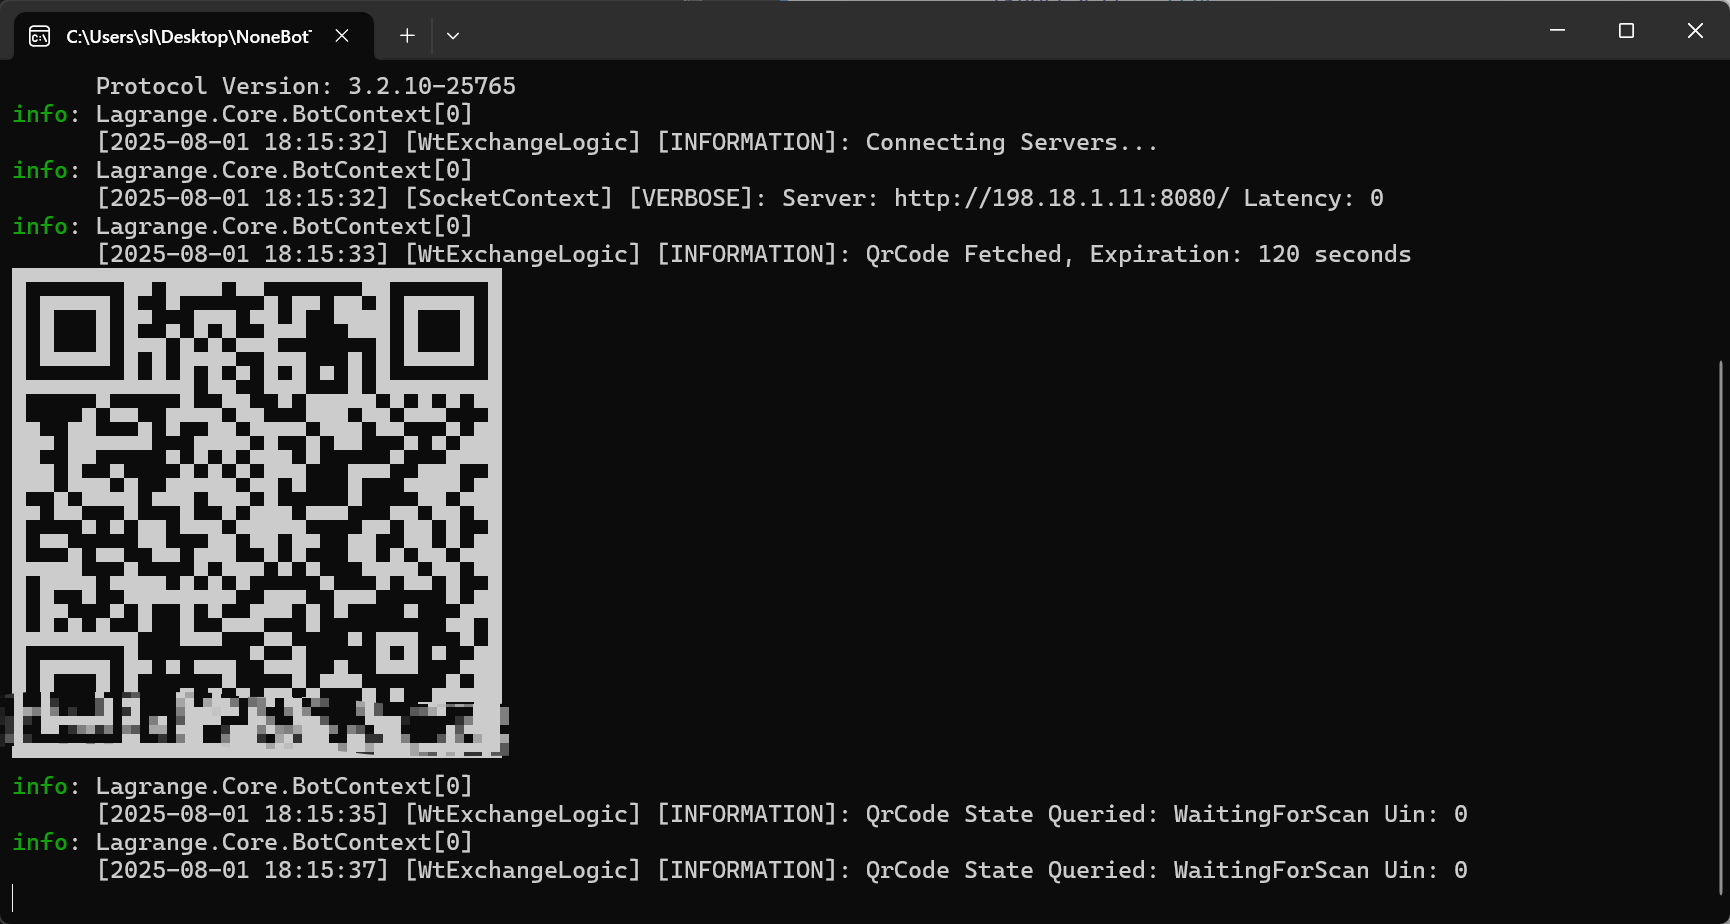 C:\Users\sl\Desktop\NoneBot
Protocol Version: 3.2.10-25765
info: Lagrange.Core.BotContext[0]
[2025-08-01 18:15:32] [WtExchangeLogic] [INFORMATION]: Connecting Servers...
info: Lagrange.Core.BotContext[0]
[2025-08-01 18:15:32] [SocketContext] [VERBOSE]: Server: http://198.18.1.11:8080/ Latency: 0
info: Lagrange.Core.BotContext[0]
[2025-08-01 18:15:33] [WtExchangeLogic] [INFORMATION]: QrCode Fetched, Expiration: 120 seconds
info: Lagrange.Core.BotContext[0]
[2025-08-01 18:15:35] [WtExchangeLogic] [INFORMATION]: QrCode State Queried: WaitingForScan Uin: 0
info: Lagrange.Core.BotContext[0]
[2025-08-01 18:15:37] [WtExchangeLogic] [INFORMATION]: QrCode State Queried: WaitingForScan Uin: 0